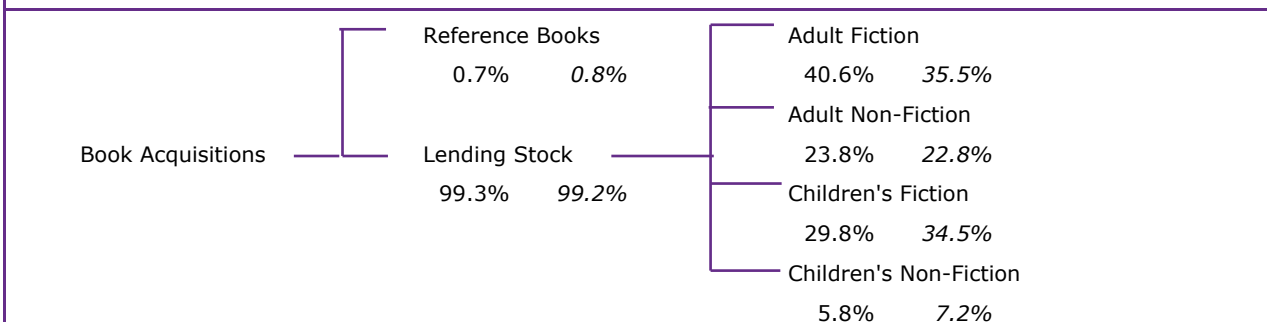 Reference Books
0.7% 0.8%
Book Acquisitions
Lending Stock
99.3% 99.2%
Adult Fiction
40.6% 35.5%
Adult Non-Fiction
23.8% 22.8%
Children's Fiction
29.8% 34.5%
Children's Non-Fiction
5.8% 7.2%